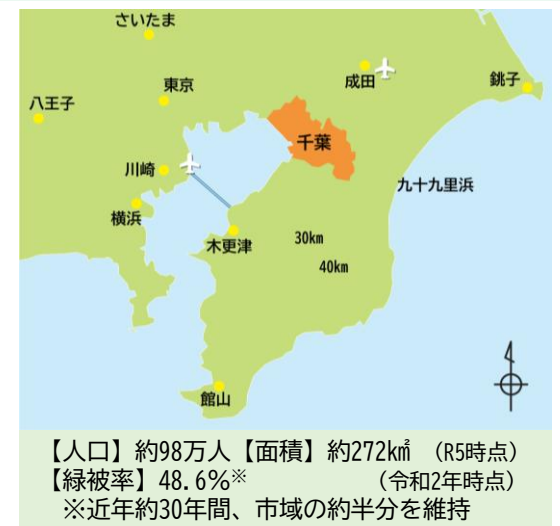 さいたま
成田
銚子
東京
八王子
千葉
川崎
九十九里浜
横浜
木更津
30km
40km
館山
【人口】約98万人【面積】約272k㎡ （R5時点）
【緑被率】48.6%※ （令和2年時点）
※近年約30年間、市域の約半分を維持